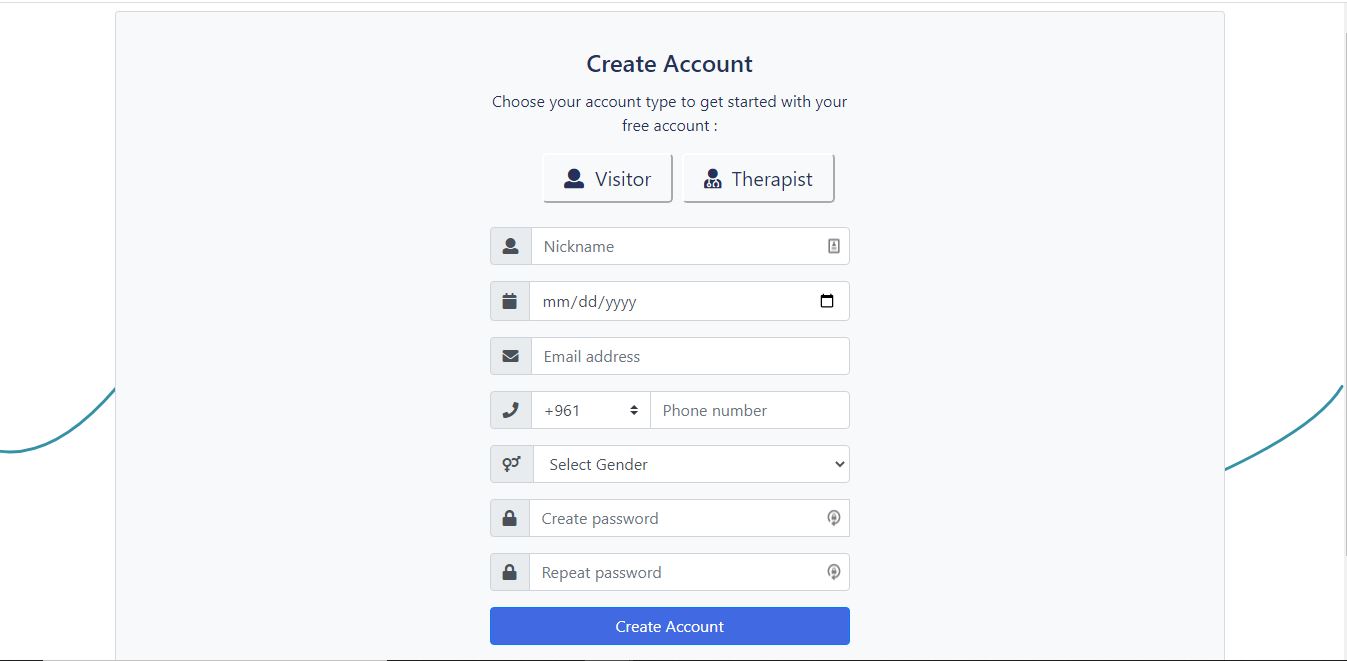 Create Account
Choose your account type to get started with your
free account :
Visitor
Therapist
Nickname
mm/dd/yyyy
Email address
+961
Phone number
Select Gender
Create password
Repeat password
Create Account